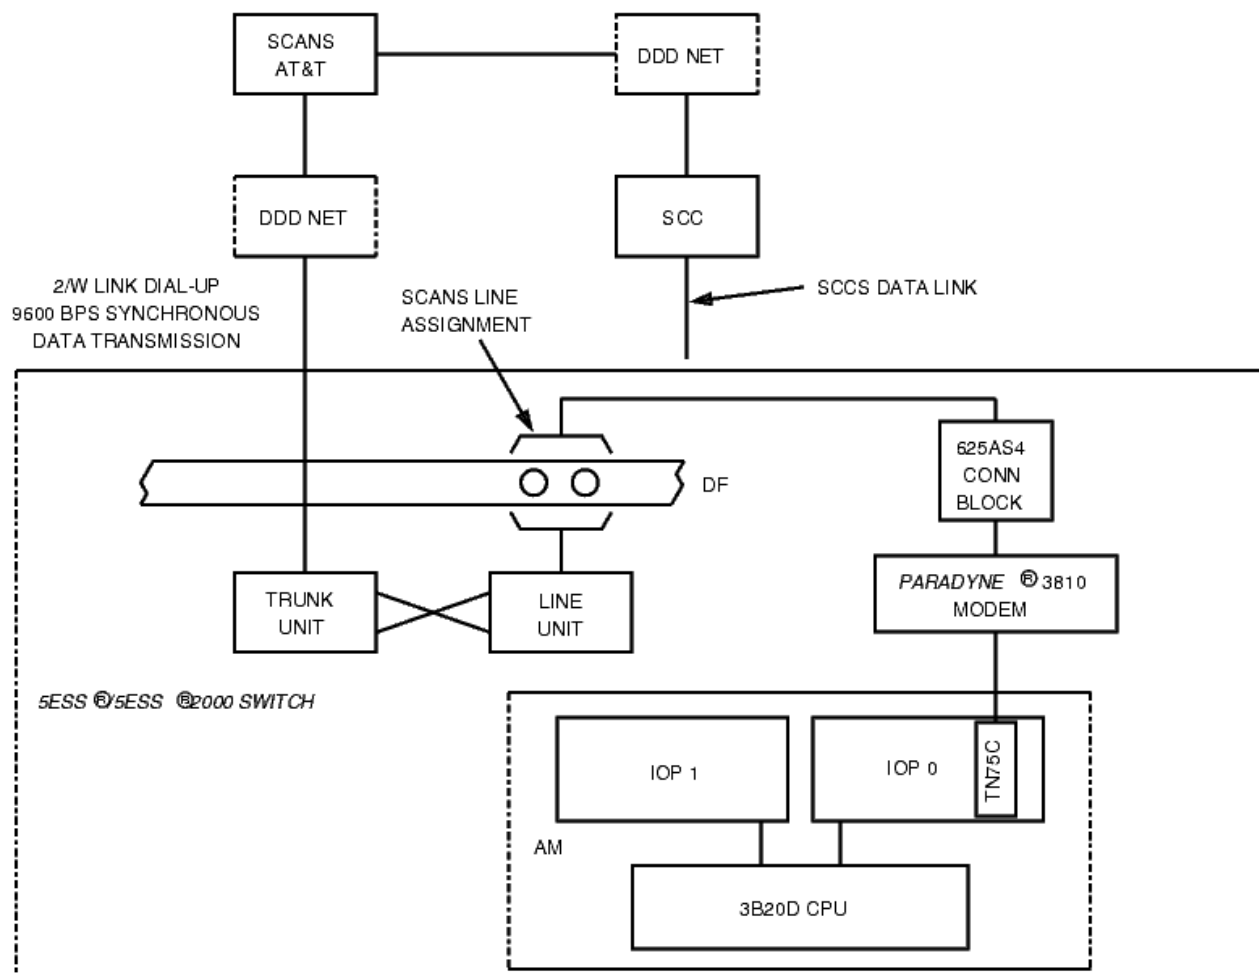 SCANS
AT&T
DDD NET
DDD NET
SCC
2/W LINK DIAL-UP
9600 BPS SYNCHRONOUS
DATA TRANSMISSION
SCANS LINE
ASSIGNMENT
SCCS DATA LINK
625AS4
CONN
BLOCK
DF
PARADYNE ® 3810
MODEM
TRUNK
UNIT
LINE
UNIT
5ESS ®/5ESS ®2000 SWITCH
IOP 1
IOP 0
TN75C
AM
3B20D CPU